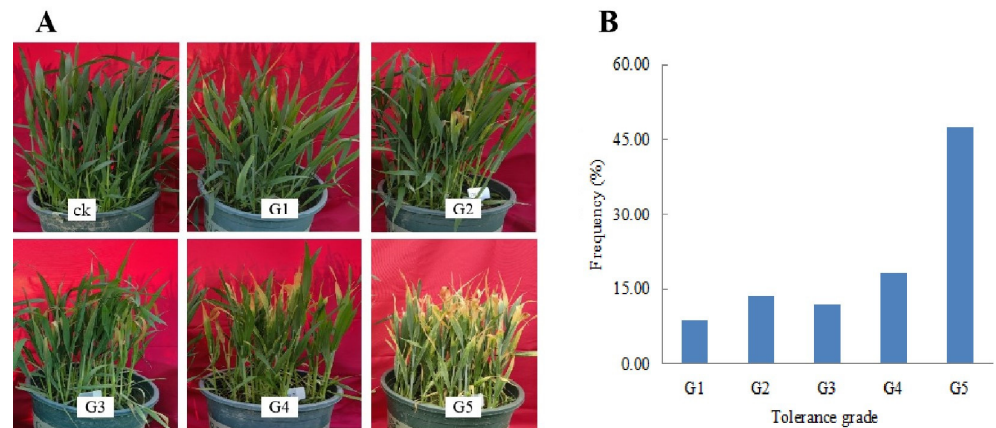 A
ck
G1
G2
G3
G4
G5
B
60.00
45.00
30.00
15.00
0.00
Frequency (%)
G1 G2 G3 G4 G5
Tolerance grade